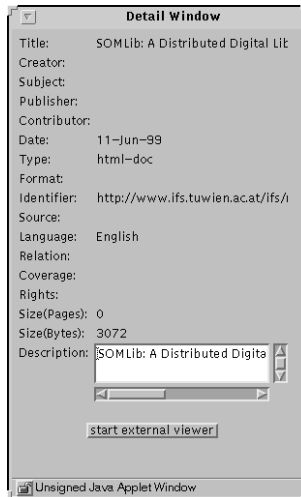 Detail Window
Title: SOMLib: A Distributed Digital Lib
Creator:
Subject:
Publisher:
Contributor:
Date: 11-Jun-99
Type: html-doc
Format:
Identifier: http://www.ifs.tuwien.ac.at/ifs/
Source:
Language: English
Relation:
Coverage:
Rights:
Size(Pages): 0
Size(Bytes): 3072
Description: SOMLib: A Distributed Digita
start external viewer
Unsigned Java Applet Window